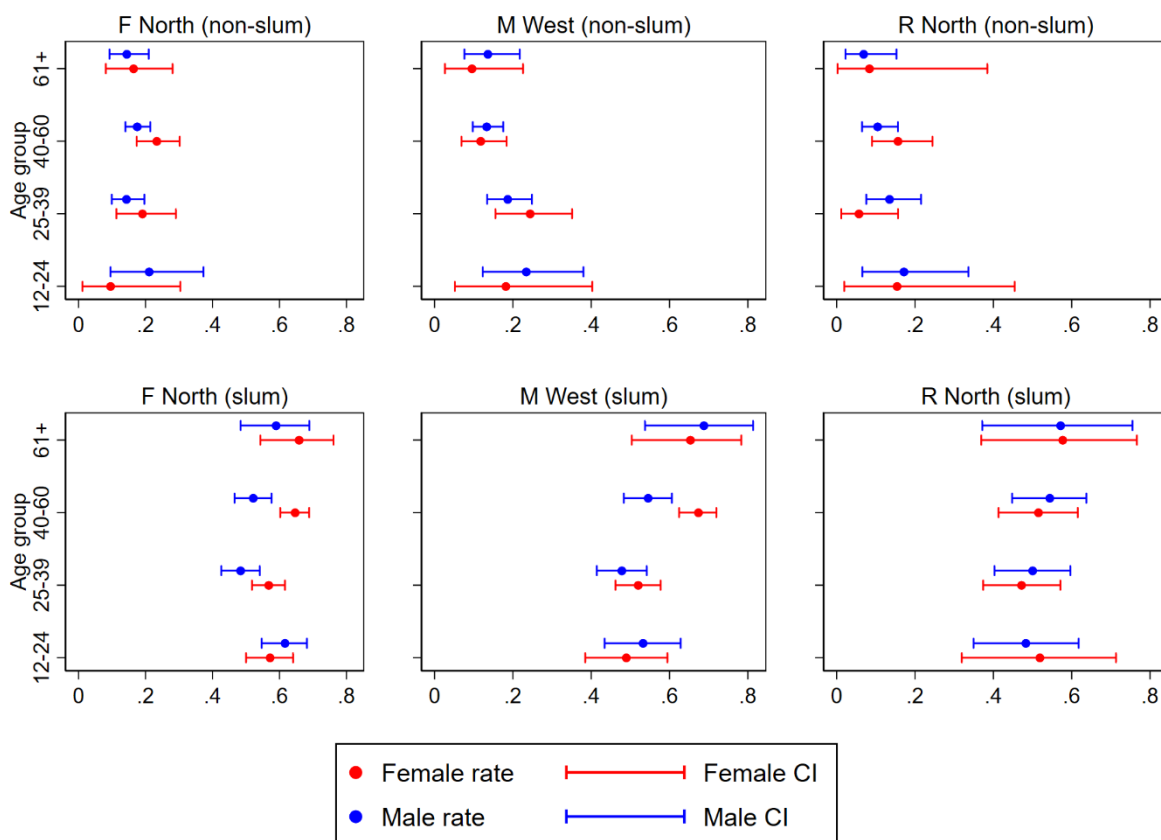 F North (non-slum)
M West (non-slum)
R North (non-slum)
Age group
61+
40-60
25-39
12-24
0 .2 .4 .6 .8
0 .2 .4 .6 .8
0 .2 .4 .6 .8
F North (slum)
M West (slum)
R North (slum)
Age group
61+
40-60
25-39
12-24
0 .2 .4 .6 .8
0 .2 .4 .6 .8
0 .2 .4 .6 .8
Female rate
Female CI
Male rate
Male CI